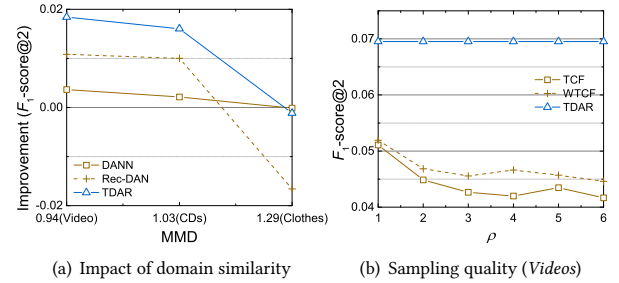 Improvement (F1-score@2)
0.02
0.00
-0.02
DANN
Rec-DAN
TDAR
0.94(Video) 1.03(CDs) 1.29(Clothes)
MMD
(a) Impact of domain similarity
F1-score@2
0.07
0.06
0.05
0.04
TCF
WTCF
TDAR
1 2 3 4 5 6
ρ
(b) Sampling quality (Videos)